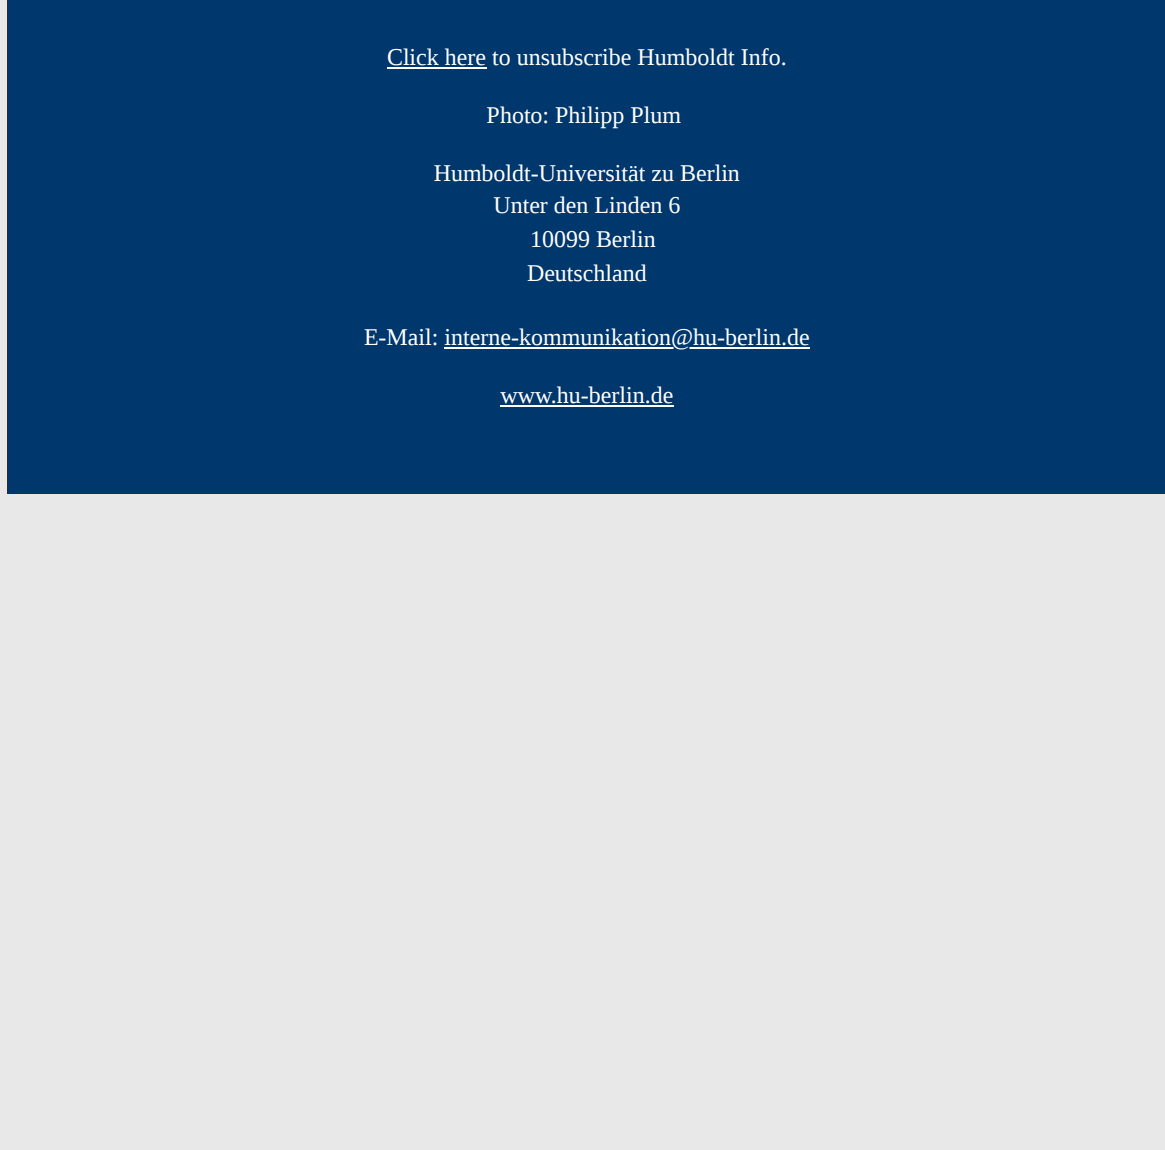 Click here to unsubscribe Humboldt Info.
Photo: Philipp Plum
Humboldt-Universität zu Berlin
Unter den Linden 6
10099 Berlin
Deutschland
E-Mail: interne-kommunikation@hu-berlin.de
www.hu-berlin.de